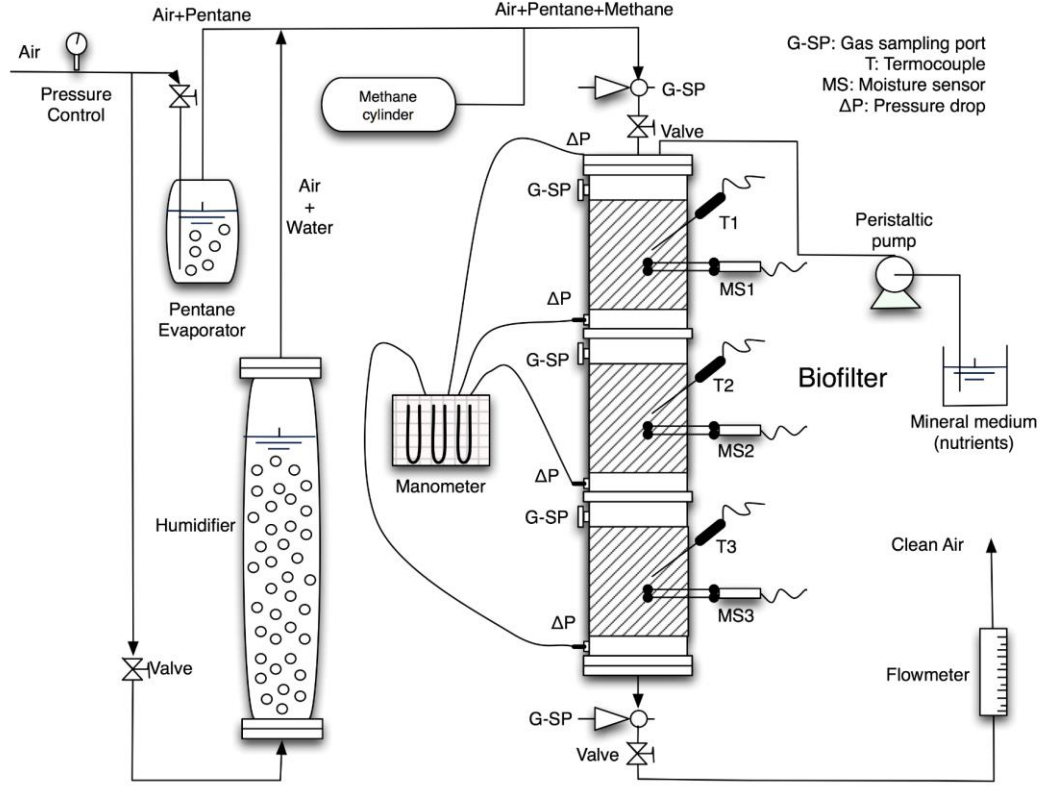 Air+Pentane
Air+Pentane+Methane
Air
Pressure
Control
Methane
cylinder
G-SP: Gas sampling port
T: Termocouple
MS: Moisture sensor
ΔP: Pressure drop
G-SP
Valve
ΔP
G-SP
Air
+
Water
T1
MS1
Peristaltic
pump
Pentane
Evaporator
ΔP
G-SP
T2
Biofilter
MS2
Mineral medium
(nutrients)
Manometer
ΔP
G-SP
Humidifier
T3
Clean Air
MS3
ΔP
Valve
Flowmeter
G-SP
Valve